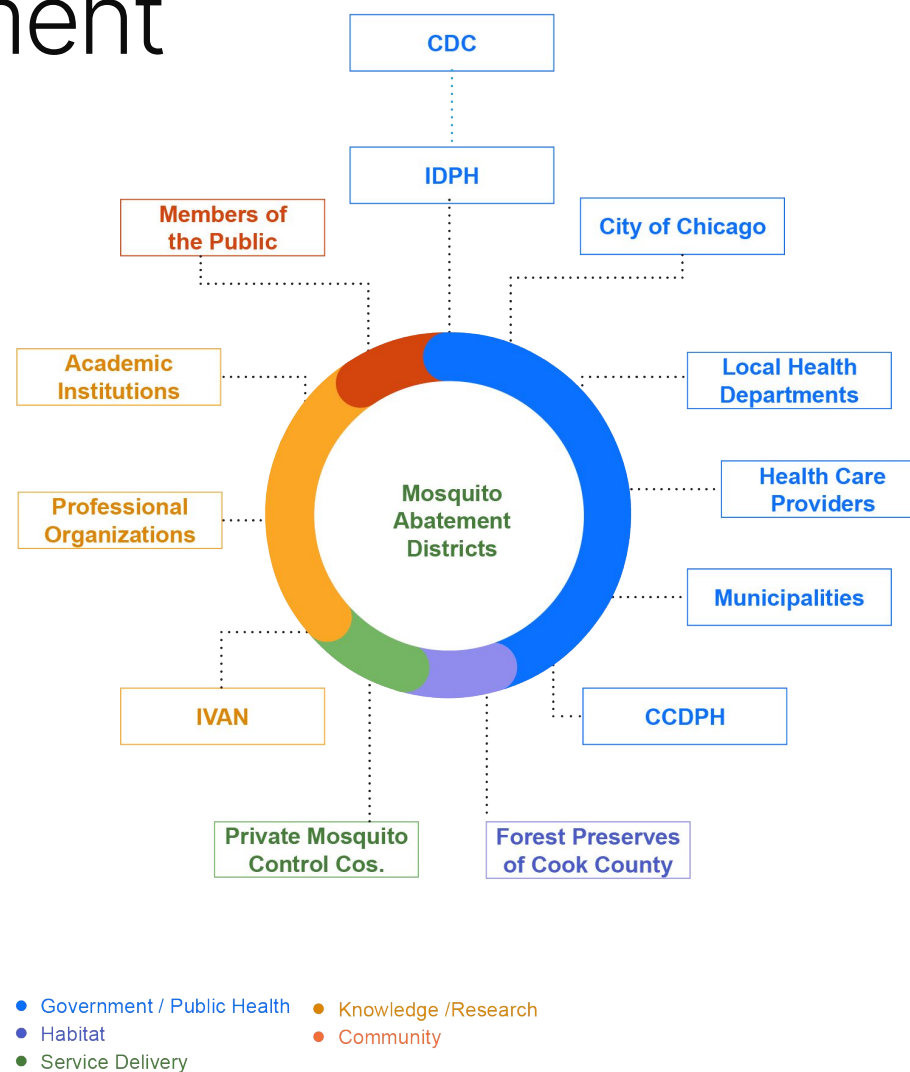 CDC
IDPH
Members of
the Public
City of Chicago
Academic
Institutions
Local Health
Departments
Health Care
Providers
Professional
Organizations
Mosquito
Abatement
Districts
Municipalities
IVAN
CCDPH
Private Mosquito
Control Cos.
Forest Preserves
of Cook County
Government / Public Health
Habitat
Service Delivery
Knowledge /Research
Community